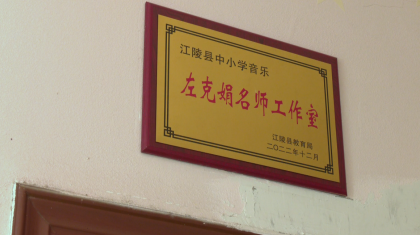 江陵县中小学音乐
左克娟名师工作室
江陵县教育局
二〇二二年十二月